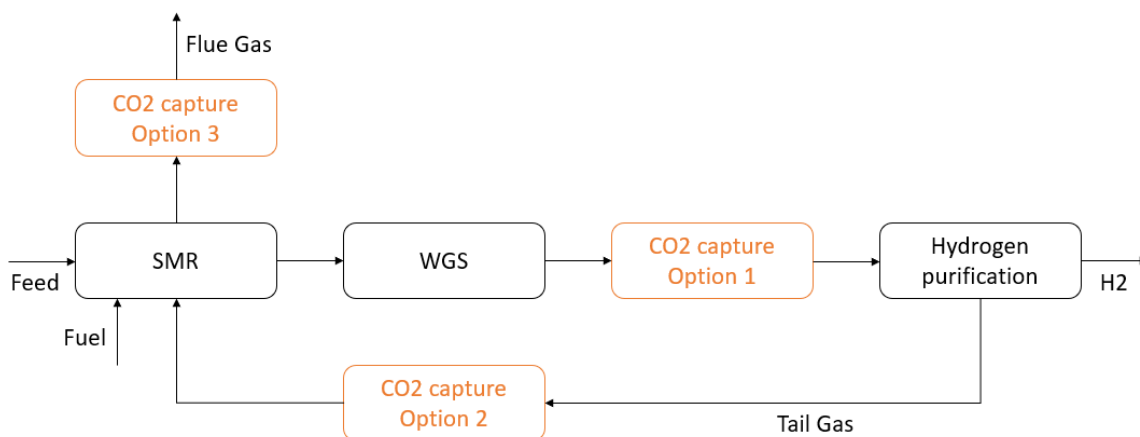 Flue Gas
CO2 capture
Option 3
SMR
WGS
CO2 capture
Option 1
Hydrogen
purification
Feed
H2
Fuel
CO2 capture
Option 2
Tail Gas